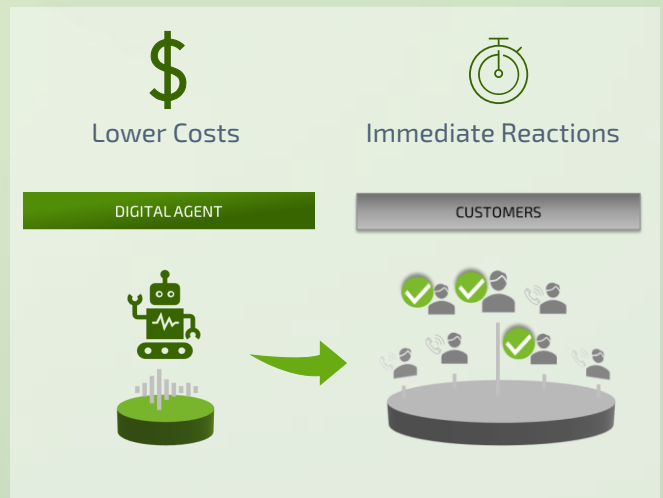 Lower Costs
Immediate Reactions
DIGITAL AGENT
CUSTOMERS